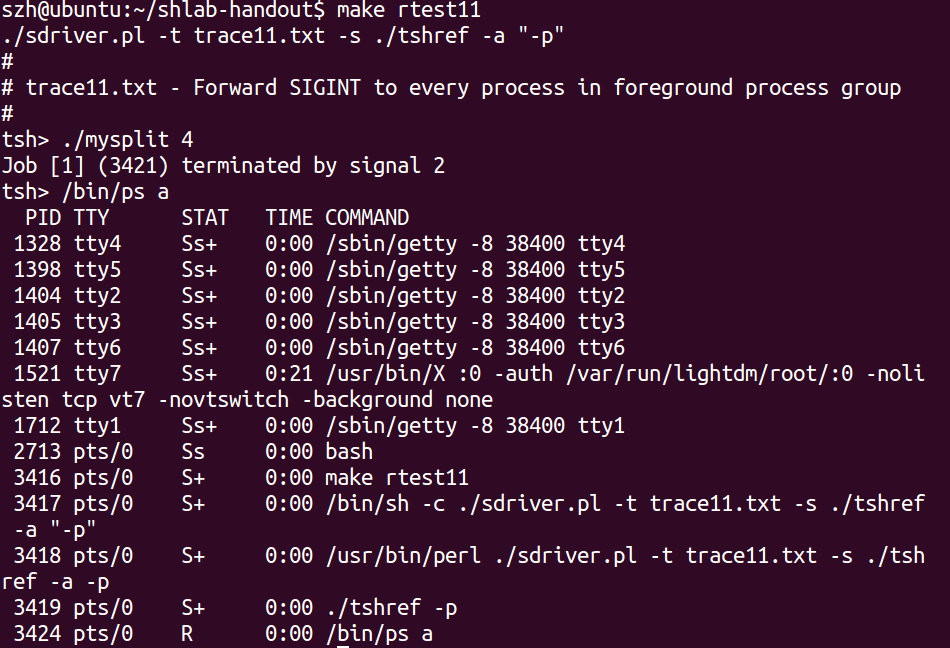 szh@ubuntu:~/shlab-handout$ make rtest11
./sdriver.pl -t trace11.txt -s ./tshref -a "-p"
#
# trace11.txt - Forward SIGINT to every process in foreground process group
#
tsh> ./mysplit 4
Job [1] (3421) terminated by signal 2
tsh> /bin/ps a
  PID TTY      STAT   TIME COMMAND
 1328 tty4     Ss+    0:00 /sbin/getty -8 38400 tty4
 1398 tty5     Ss+    0:00 /sbin/getty -8 38400 tty5
 1404 tty2     Ss+    0:00 /sbin/getty -8 38400 tty2
 1405 tty3     Ss+    0:00 /sbin/getty -8 38400 tty3
 1407 tty6     Ss+    0:00 /sbin/getty -8 38400 tty6
 1521 tty7     Ss+    0:21 /usr/bin/X :0 -auth /var/run/lightdm/root/:0 -noli
sten tcp vt7 -novtswitch -background none
 1712 tty1     Ss+    0:00 /sbin/getty -8 38400 tty1
 2713 pts/0    Ss     0:00 bash
 3416 pts/0    S+     0:00 make rtest11
 3417 pts/0    S+     0:00 /bin/sh -c ./sdriver.pl -t trace11.txt -s ./tshref
 -a "-p"
 3418 pts/0    S+     0:00 /usr/bin/perl ./sdriver.pl -t trace11.txt -s ./tsh
ref -a -p
 3419 pts/0    S+     0:00 ./tshref -p
 3424 pts/0    R      0:00 /bin/ps a